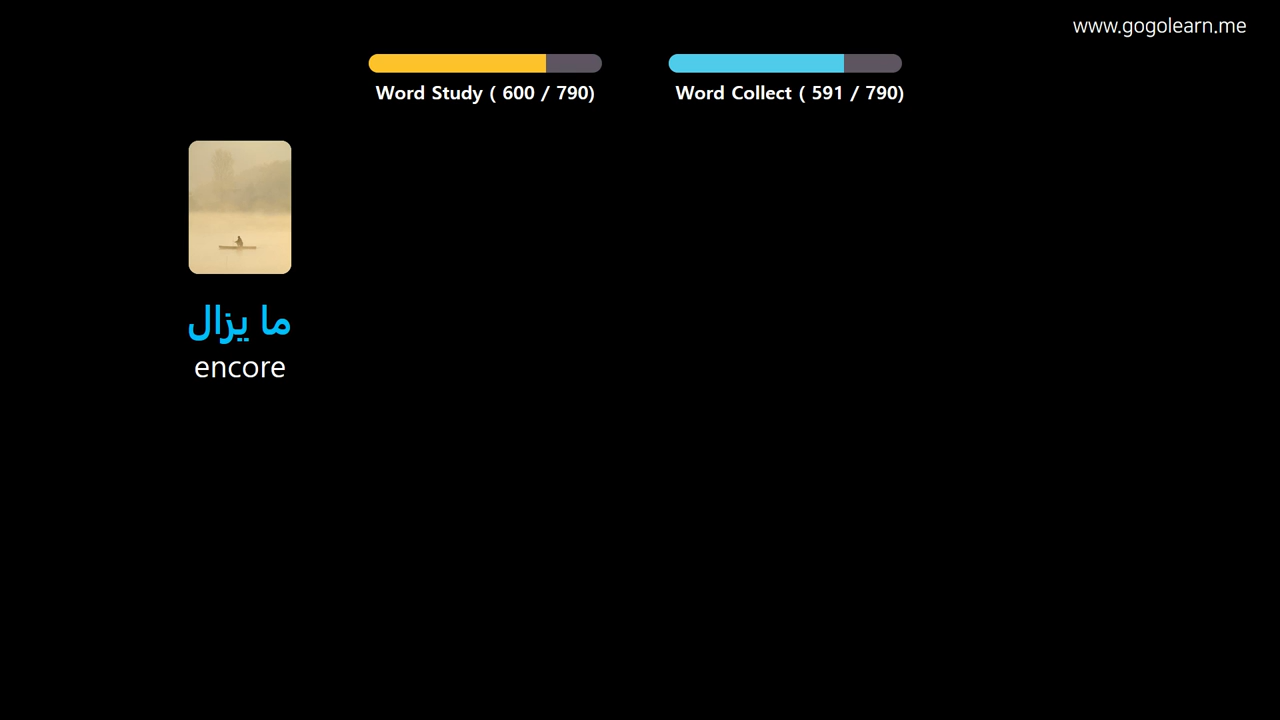 www.gogolearn.me
Word Study ( 600 / 790)
Word Collect ( 591 / 790)
ما يزال
encore